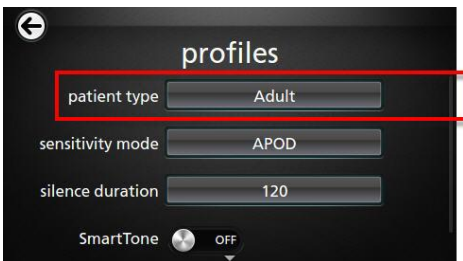 profiles
patient type Adult
sensitivity mode APOD
silence duration 120
SmartTone OFF